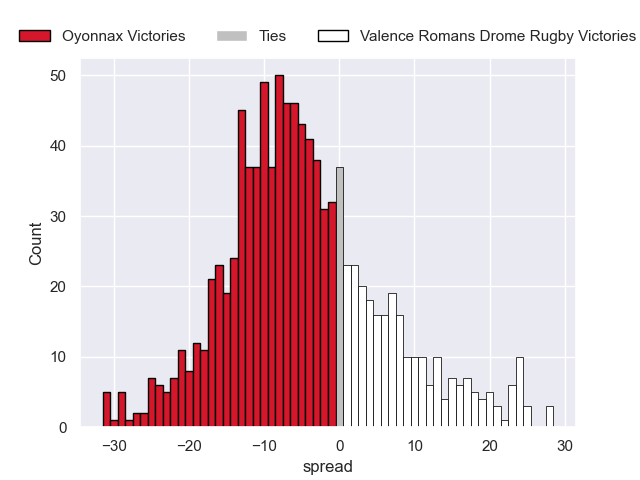 Oyonnax Victories Ties Valence Romans Drome Rugby Victories
50
40
30
20
10
0
Count
−30 −20 −10 0 10 20 30
spread